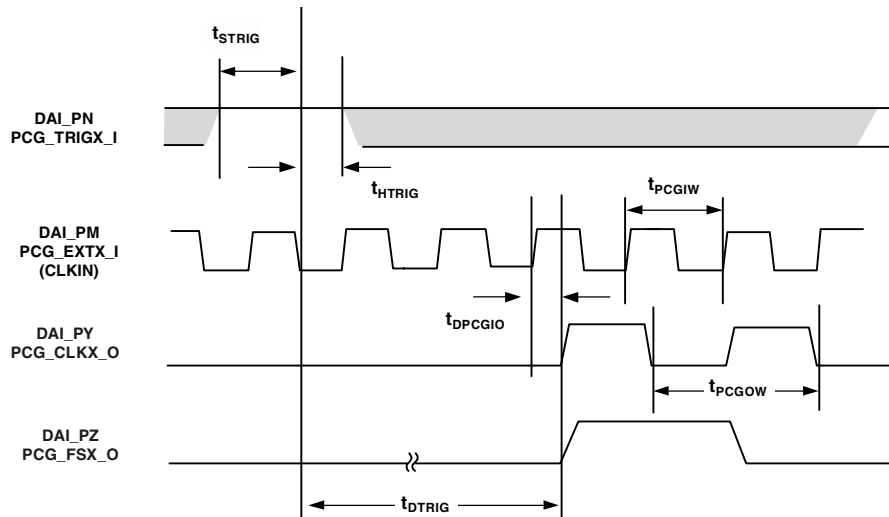 tSTRIG
DAI_PN
PCG_TRIGX_I
tHTRIG
tPCGIW
DAI_PM
PCG_EXTX_I
(CLKIN)
tDPCGIO
DAI_PY
PCG_CLKX_O
tPCGOW
DAI_PZ
PCG_FSX_O
tDTRIG